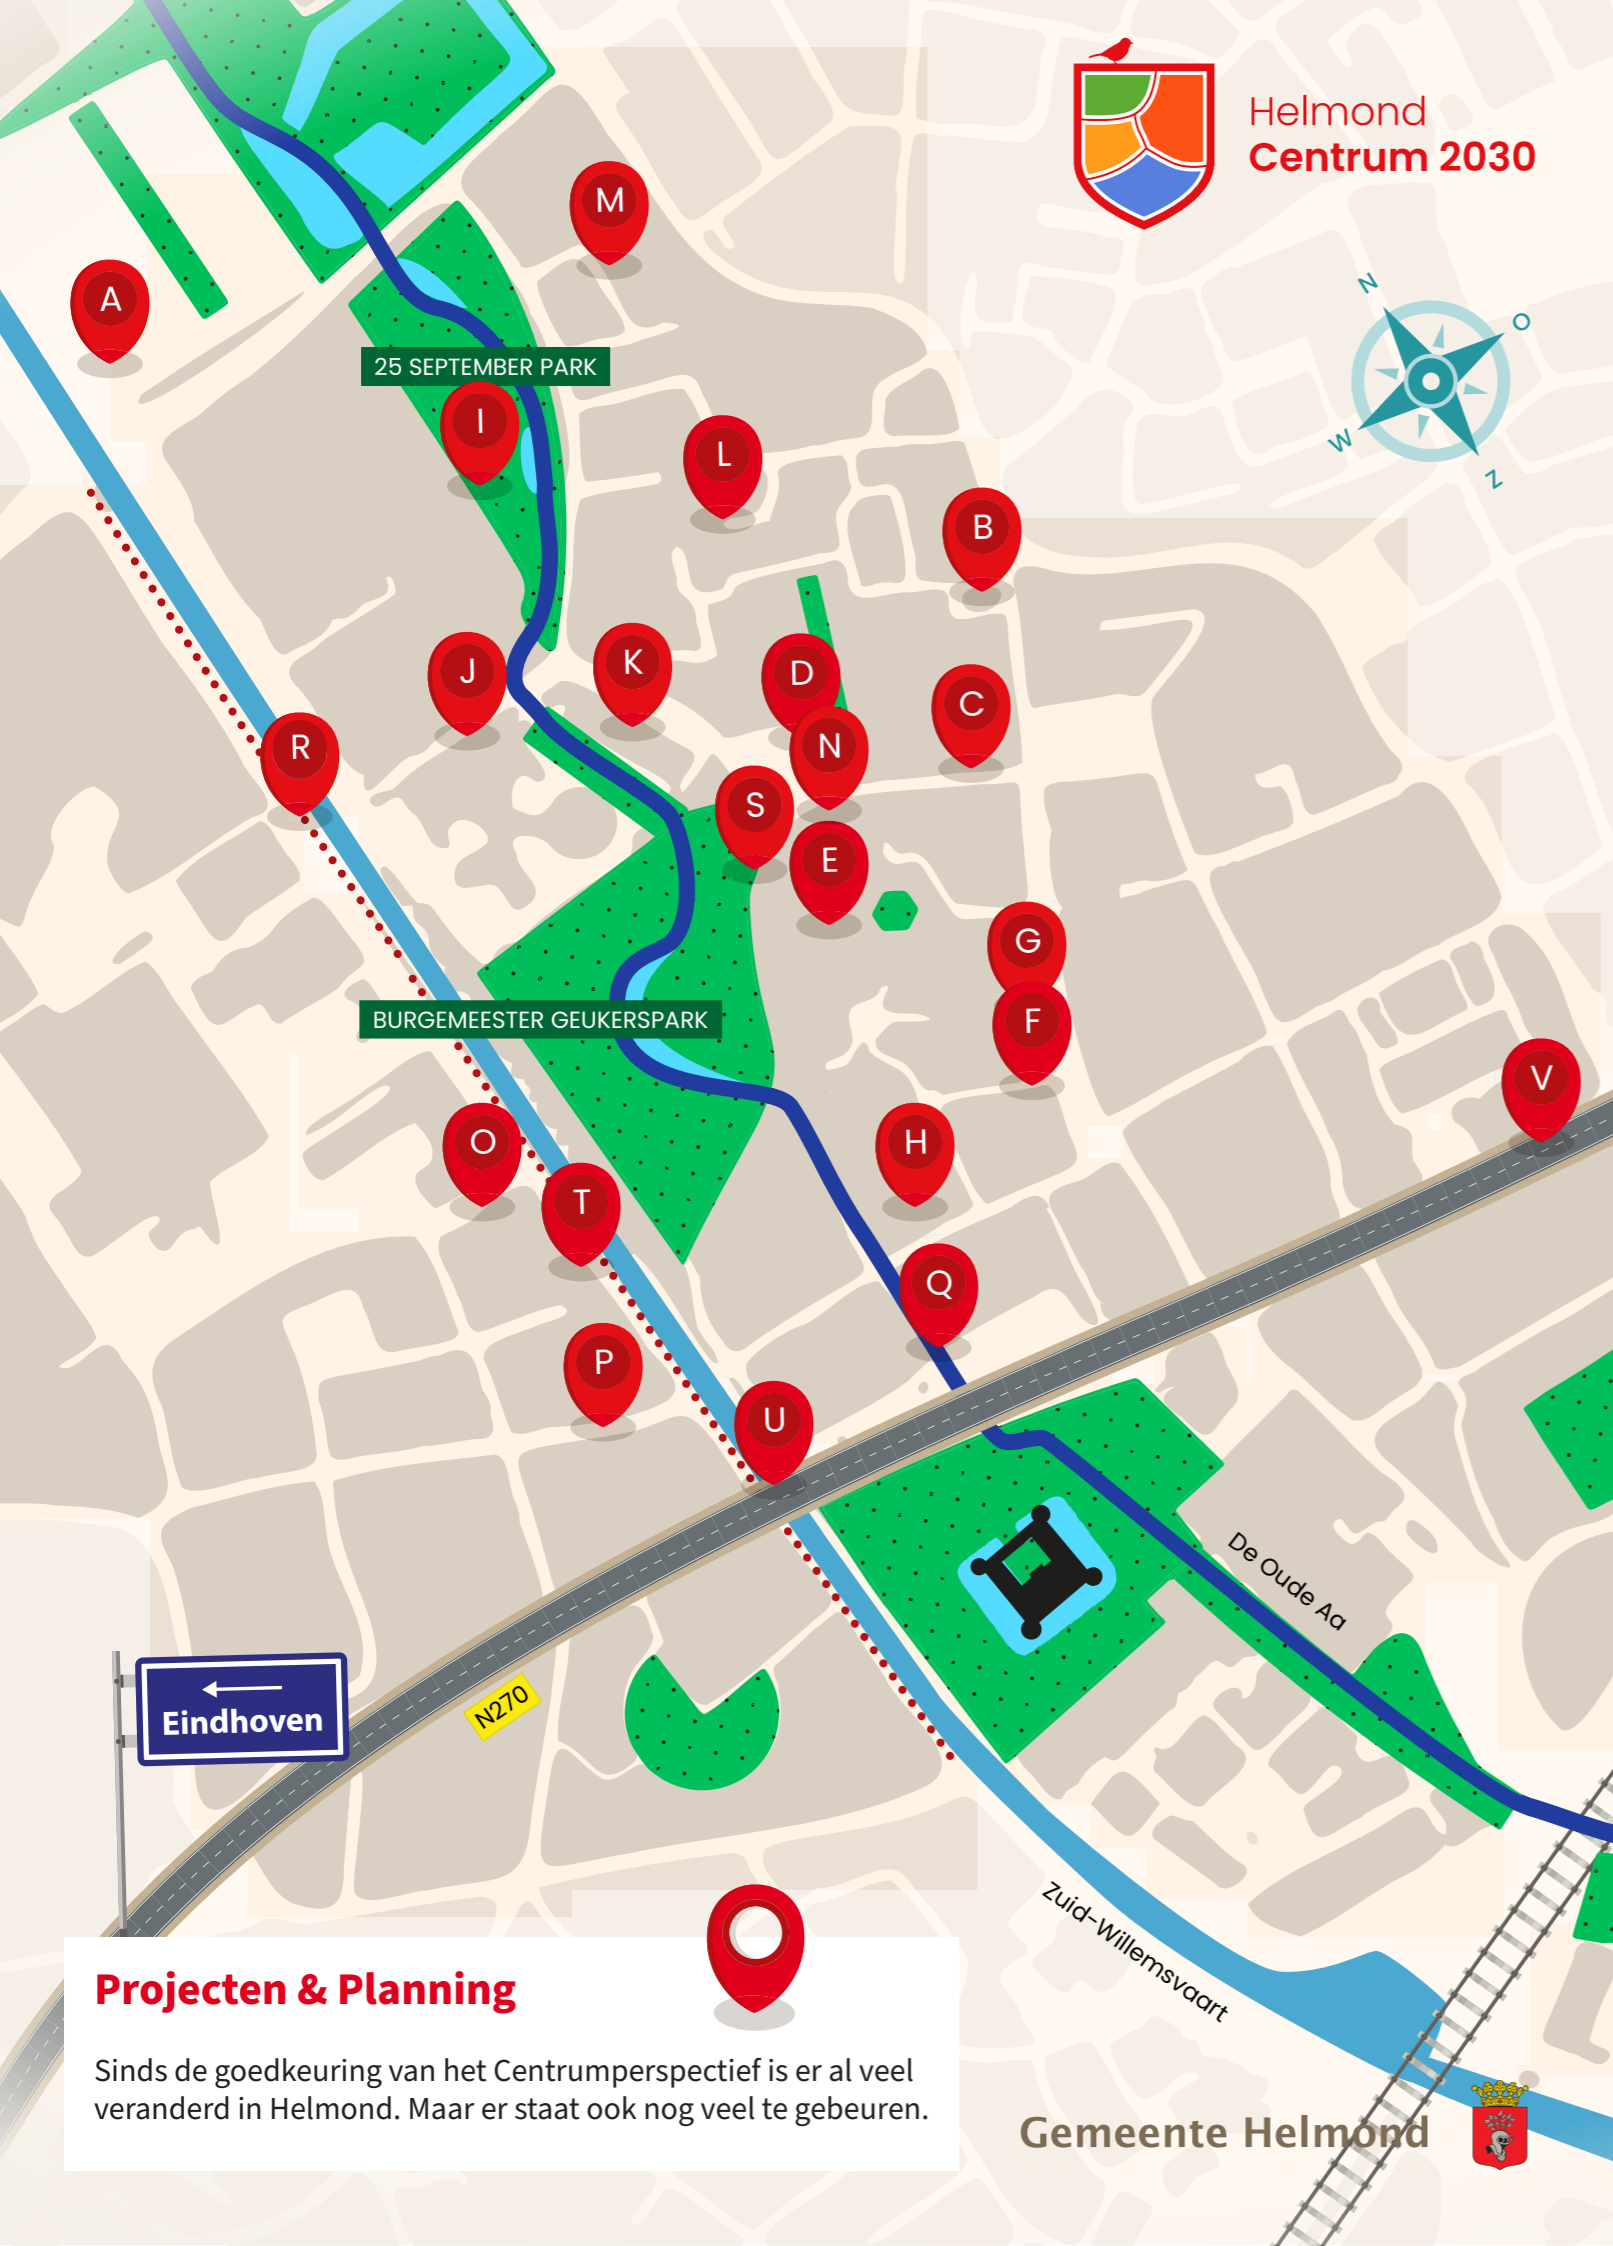 Helmond
Centrum 2030
N
O
W
Z
M
A
25 SEPTEMBER PARK
I
L
B
J
K
D
C
R
N
S
E
G
BURGEMEESTER GEUKERSPARK
F
V
O
H
T
Q
P
U
De Oude Aa
N270
Eindhoven
Zuid-Willemsvaart
Projecten & Planning
Sinds de goedkeuring van het Centrumperspectief is er al veel
veranderd in Helmond. Maar er staat ook nog veel te gebeuren.
Gemeente Helmond